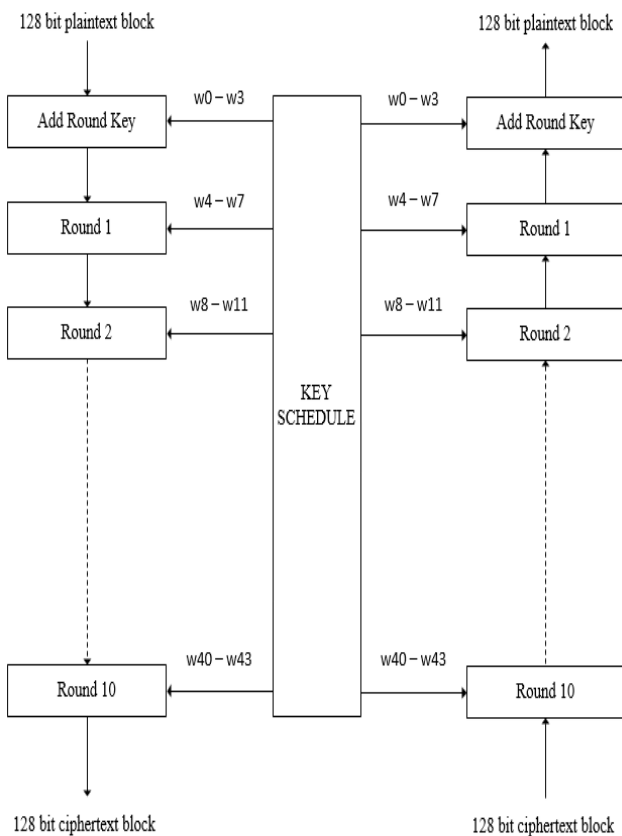 128 bit plaintext block
128 bit plaintext block
w0 – w3
w0 – w3
Add Round Key
Add Round Key
w4 – w7
w4 – w7
Round 1
Round 1
w8 – w11
w8 – w11
Round 2
Round 2
KEY
SCHEDULE
w40 – w43
w40 – w43
Round 10
Round 10
128 bit ciphertext block
128 bit ciphertext block